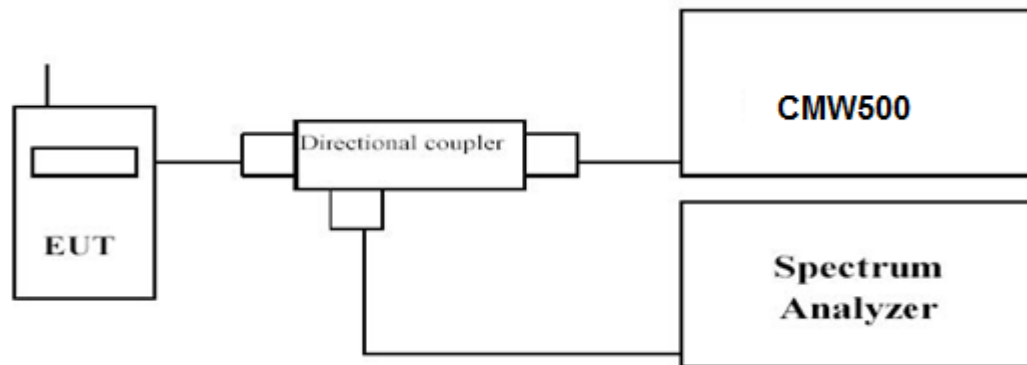 EUT
Directional coupler
CMW500
Spectrum
Analyzer